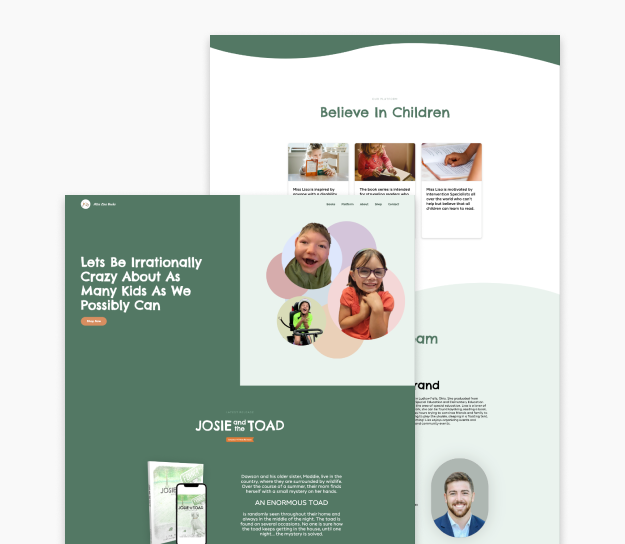 Believe In Children
Miss Lisa is inspired by
anyone with a disability
The book series is intended
for struggling readers who
Miss Lisa is motivated by
Intervention Specialists all
over the world who can't
help but believe that all
children can learn to read.
Miss Lisa Books
Books Platform About Shop Contact
Lets Be Irrationally
Crazy About As
Many Kids As We
Possibly Can
Shop Now
eam
rand
JOSIE and the TOAD
Dawson and his older sister, Maddie, live in the
country, where they are surrounded by wildlife.
Over the course of a summer, their mom finds
herself with a small mystery on her hands.
AN ENORMOUS TOAD
is randomly seen throughout their home and
always in the middle of the night. The toad is
found on several occasions. No one is sure how
the toad keeps getting in the house, until one
night... the mystery is solved.
JOSIE
JOSIE & TOAD